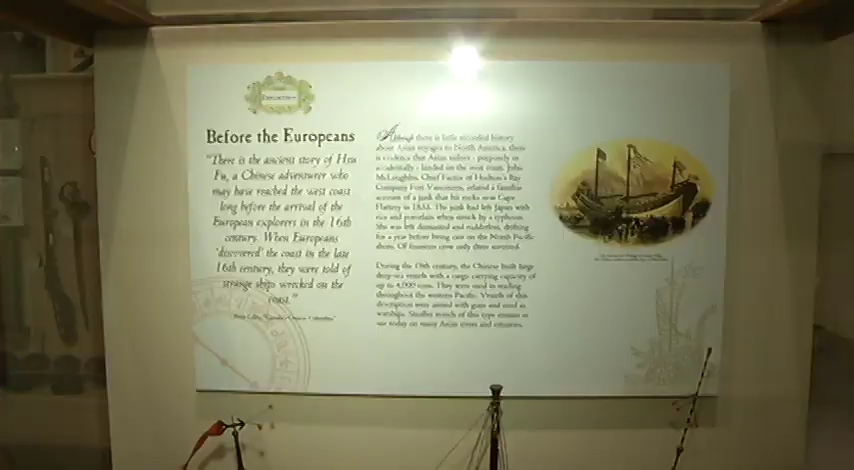 Before the Europeans
"There is the ancient story of Hsu
Fu, a Chinese adventurer who
may have reached the west coast
long before the arrival of the
European explorers in the 16th
century. When Europeans
'discovered' the coast in the late
16th century, they were told of
strange ships wrecked on the
coast."
Although there is little recorded history
about Asian voyages to North America, there
is evidence that Asian sailors - purposely or
accidentally - landed on the west coast. John
McLoughlin, Chief Factor of Hudson's Bay
Company Fort Vancouver, related a familiar
account of a junk that hit rocks near Cape
Flattery in 1833. The junk had left Japan with
rice and porcelain when struck by a typhoon.
She was left dismasted and rudderless, drifting
for a year before being cast on the North Pacific
shore. Of fourteen crew only three survived.
During the 19th century, the Chinese built large
deep-sea vessels with a cargo carrying capacity of
up to 4,000 tons. They were used in trading
throughout the western Pacific. Vessels of this
description were armed with guns and used as
warships. Smaller vessels of this type remain in
use today on many Asian rivers and estuaries.